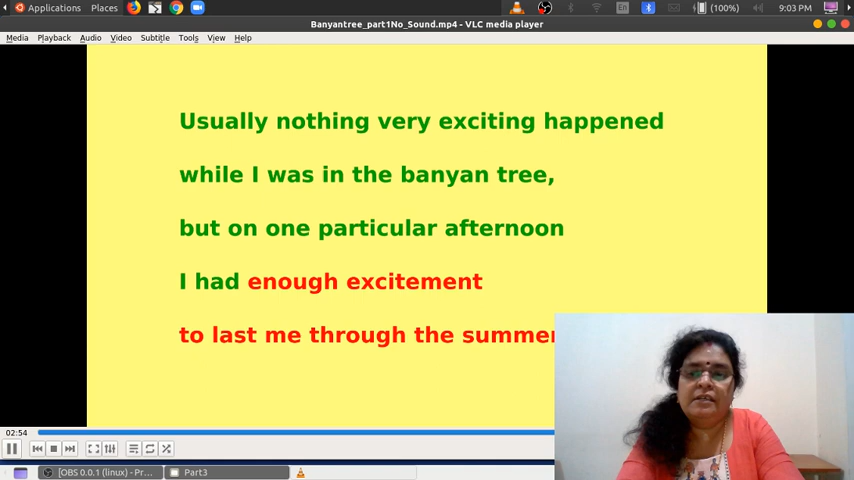 Applications Places En (100%) 9:03 PM
Banyantree_part1No_Sound.mp4 - VLC media player
Media Playback Audio Video Subtitle Tools View Help
Usually nothing very exciting happened
while I was in the banyan tree,
but on one particular afternoon
I had enough excitement
to last me through the summer
02:54
[OBS 0.0.1 (linux) - Pr... Part3